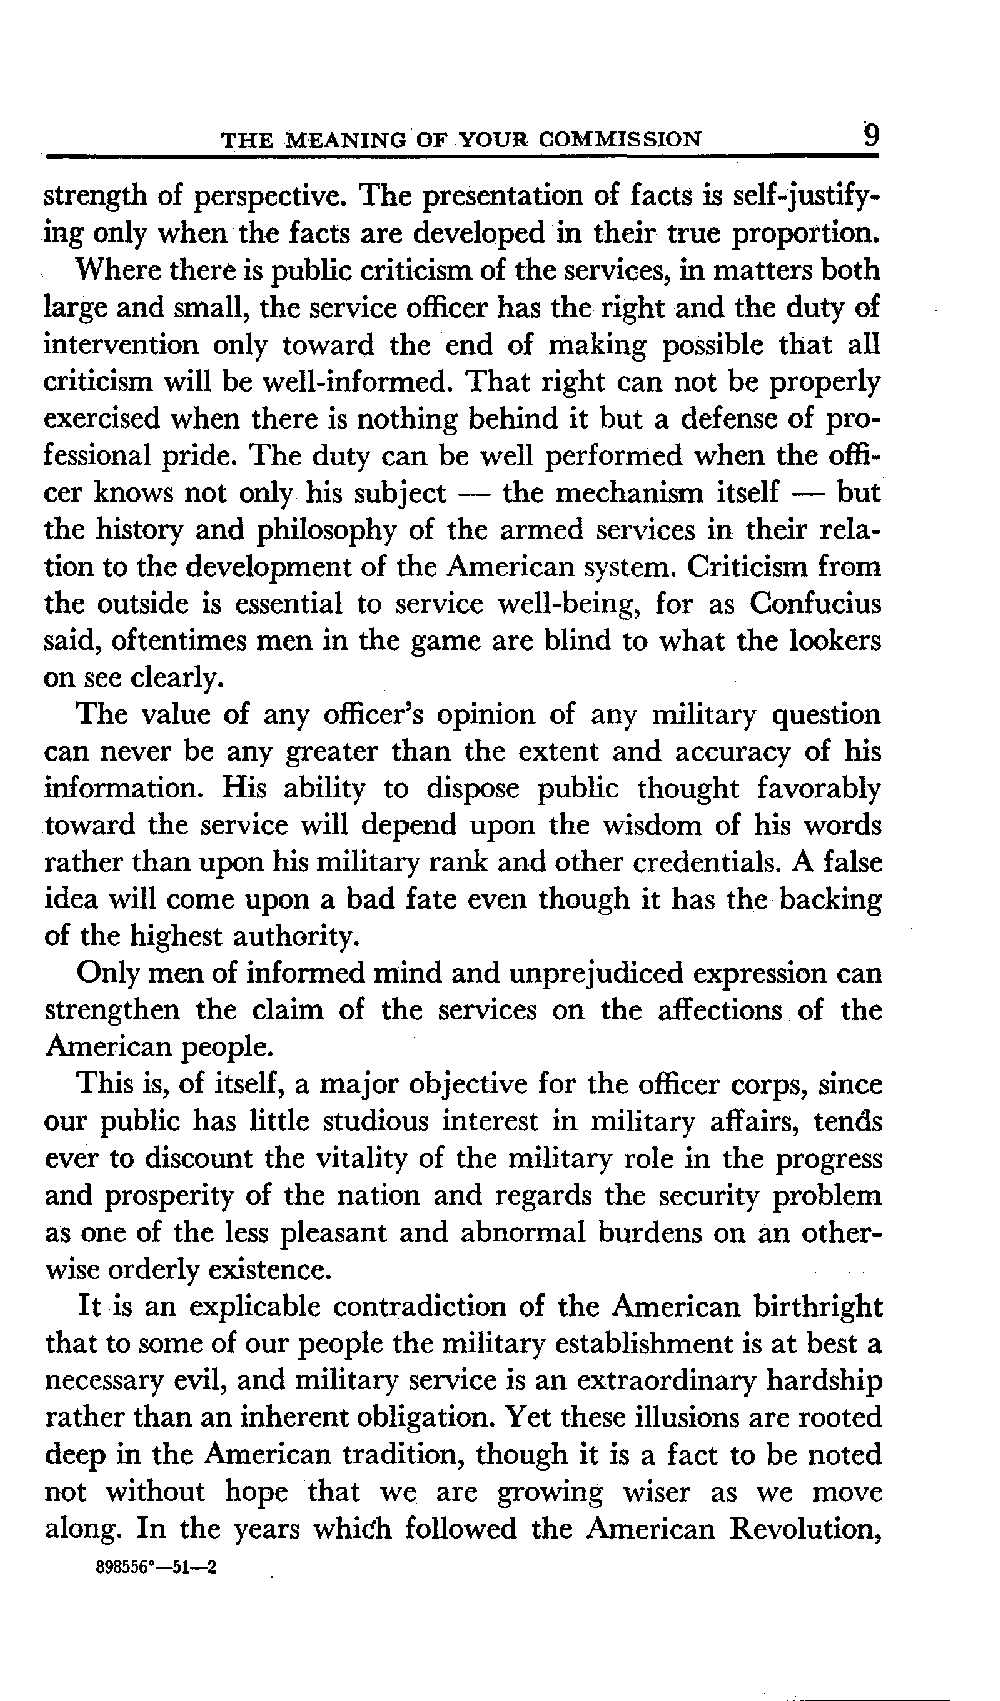 THE MEANING OF YOUR COMMISSION 9
strength of perspective. The presentation of facts is self-justify-
ing only when the facts are developed in their true proportion.
Where there is public criticism of the services, in matters both
large and small, the service officer has the right and the duty of
intervention only toward the end of making possible that all
criticism will be well-informed. That right can not be properly
exercised when there is nothing behind it but a defense of pro-
fessional pride. The duty can be well performed when the offi-
cer knows not only his subject — the mechanism itself — but
the history and philosophy of the armed services in their rela-
tion to the development of the American system. Criticism from
the outside is essential to service well-being, for as Confucius
said, oftentimes men in the game are blind to what the lookers
on see clearly.
The value of any officer's opinion of any military question
can never be any greater than the extent and accuracy of his
information. His ability to dispose public thought favorably
toward the service will depend upon the wisdom of his words
rather than upon his military rank and other credentials. A false
idea will come upon a bad fate even though it has the backing
of the highest authority.
Only men of informed mind and unprejudiced expression can
strengthen the claim of the services on the affections of the
American people.
This is, of itself, a major objective for the officer corps, since
our public has little studious interest in military affairs, tends
ever to discount the vitality of the military role in the progress
and prosperity of the nation and regards the security problem
as one of the less pleasant and abnormal burdens on an other-
wise orderly existence.
It is an explicable contradiction of the American birthright
that to some of our people the military establishment is at best a
necessary evil, and military service is an extraordinary hardship
rather than an inherent obligation. Yet these illusions are rooted
deep in the American tradition, though it is a fact to be noted
not without hope that we are growing wiser as we move
along. In the years which followed the American Revolution,
898556°—51—2